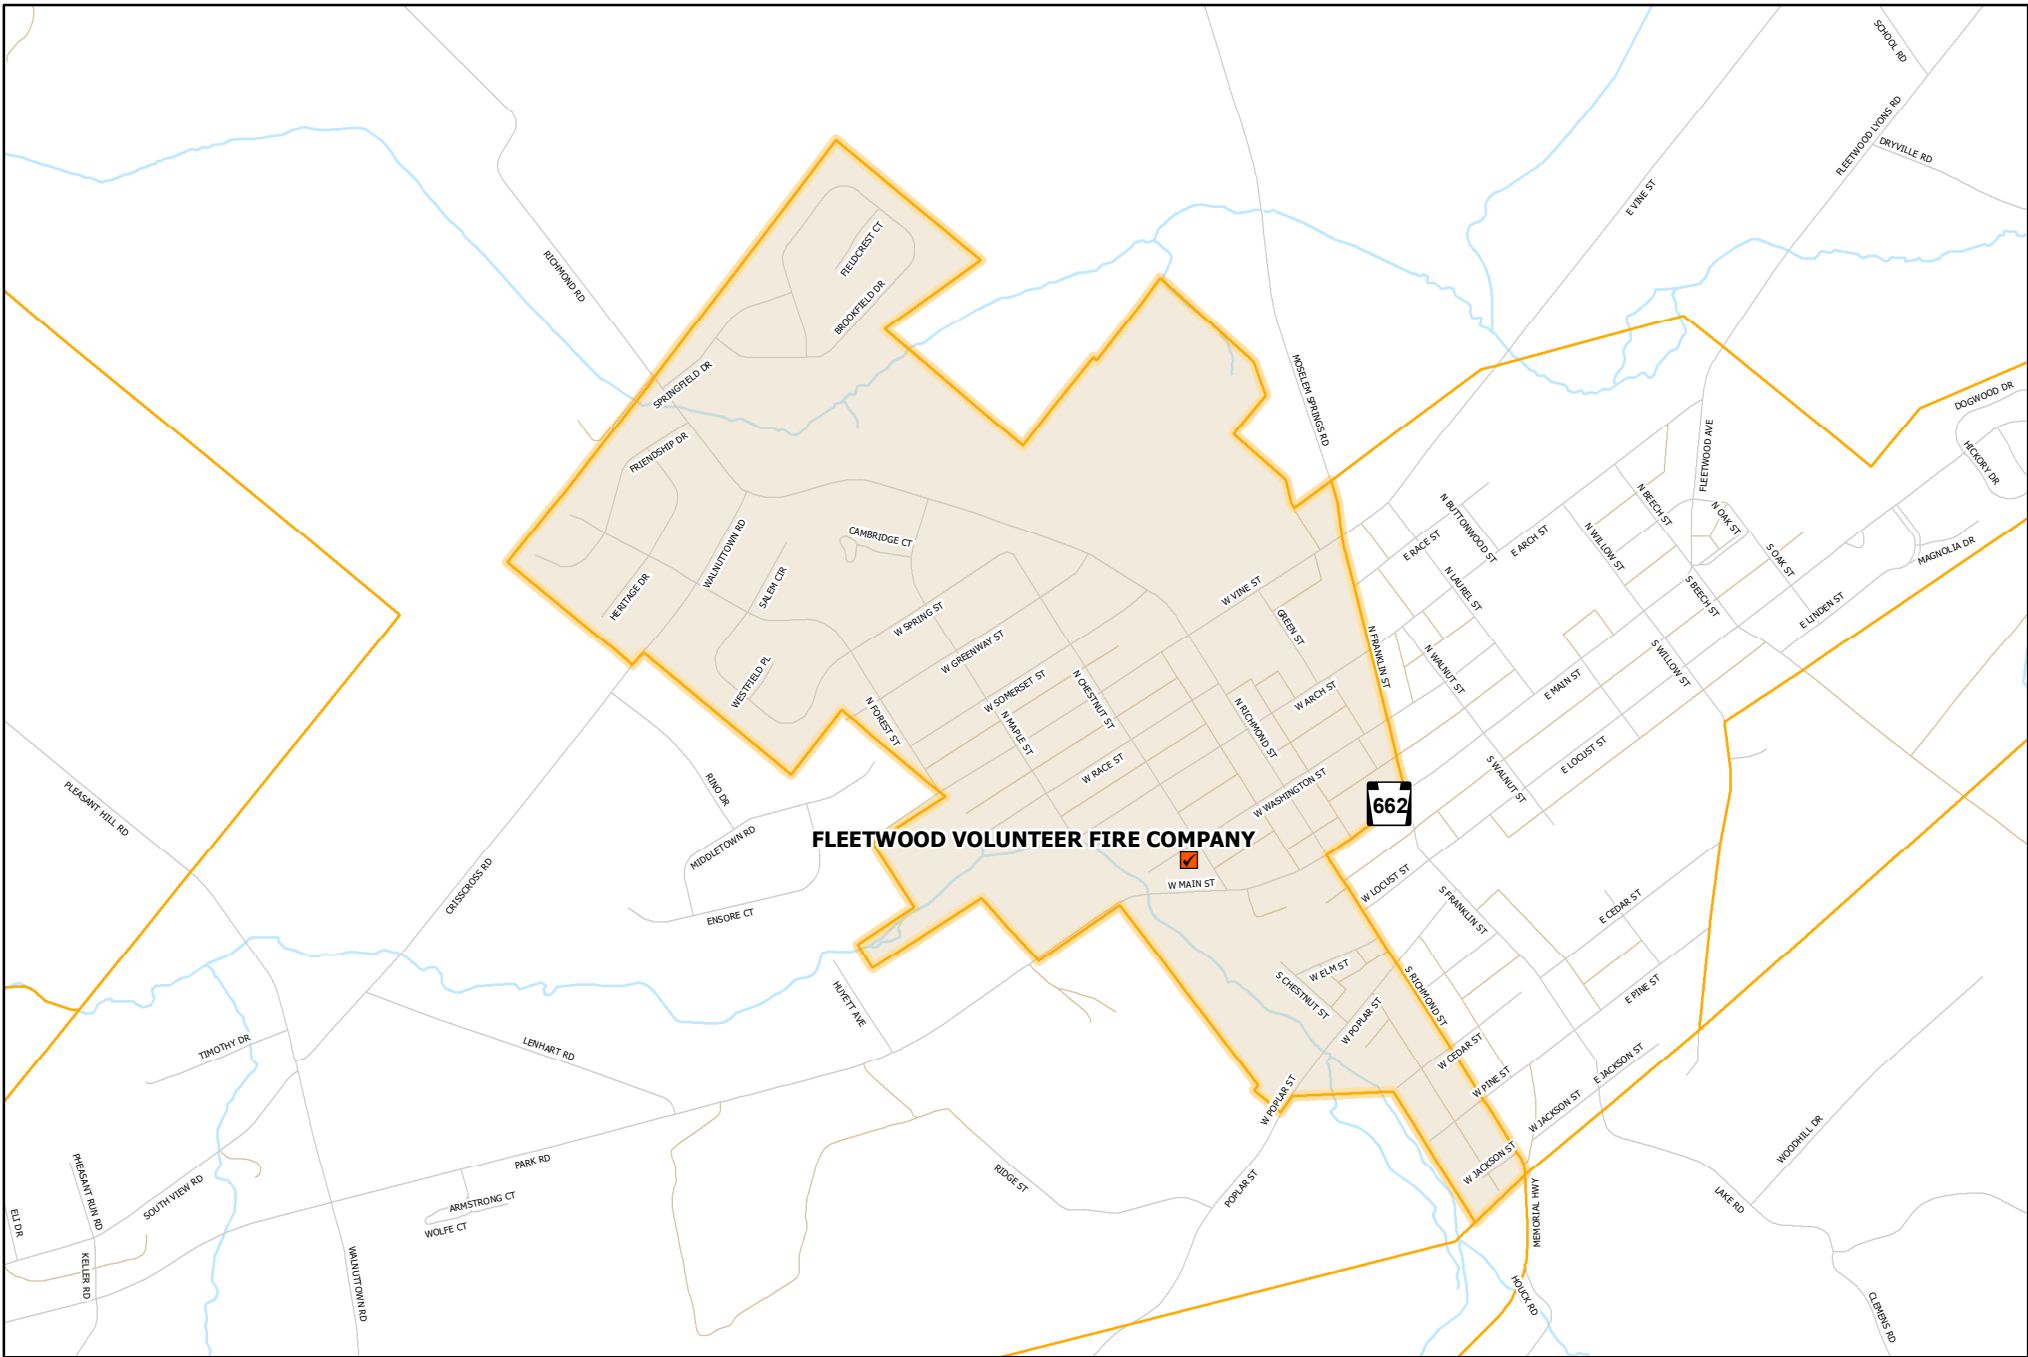 SCHOOL RD
FLEETWOOD LYONS RD
DRYVILLE RD
E VINE ST
RICHMOND RD
FIELDCREST CT
BROOKFIELD DR
SPRINGFIELD DR
MOSELEM SPRINGS RD
DOGWOOD DR
HICKORY DR
FLEETWOOD AVE
FRIENDSHIP DR
N BUTTONWOOD ST
N BEECH ST
N OAK ST
CAMBRIDGE CT
WALNUTTOWN RD
E RACE ST
E ARCH ST
N WILLOW ST
S OAK ST
MAGNOLIA DR
HERITAGE DR
SALEM CIR
W VINE ST
N LAUREL ST
S BEECH ST
E LINDEN ST
W SPRING ST
GREEN ST
W GREENWAY ST
N FRANKLIN ST
N WALNUT ST
S WILLOW ST
WESTFIELD PL
W SOMERSET ST
N CHESTNUT ST
W ARCH ST
E MAIN ST
N FOREST ST
N MAPLE ST
N RICHMOND ST
W RACE ST
E LOCUST ST
S WALNUT ST
RINO DR
W WASHINGTON ST
PLEASANT HILL RD
662
MIDDLETOWN RD
FLEETWOOD VOLUNTEER FIRE COMPANY
CRISSCROSS RD
W MAIN ST
W LOCUST ST
ENSORE CT
S FRANKLIN ST
E CEDAR ST
W ELM ST
S CHESTNUT ST
S RICHMOND ST
E PINE ST
HUYETT AVE
W POPLAR ST
TIMOTHY DR
LENHART RD
W CEDAR ST
E JACKSON ST
W PINE ST
W POPLAR ST
W JACKSON ST
WOODHILL DR
PARK RD
W JACKSON ST
PHEASANT RUN RD
SOUTH VIEW RD
RIDGE ST
POPLAR ST
ARMSTRONG CT
LAKE RD
ELI DR
WOLFE CT
MEMORIAL HWY
KELLER RD
WALNUTTOWN RD
HOUCK RD
CLEMENS RD